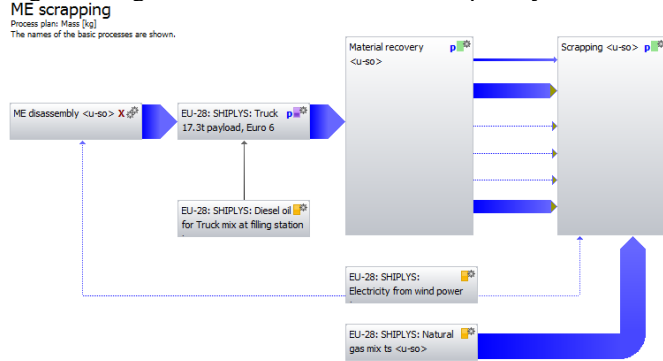 ME scrapping
Process plan: Mass [kg]
The names of the basic processes are shown.
Material recovery p
<u-so>
Scrapping <u-so> p
ME disassembly <u-so> X
EU-28: SHIPLYS: Truck p
17.3t payload, Euro 6
EU-28: SHIPLYS: Diesel oil
for Truck mix at filling station
EU-28: SHIPLYS:
Electricity from wind power
EU-28: SHIPLYS: Natural
gas mix ts <u-so>